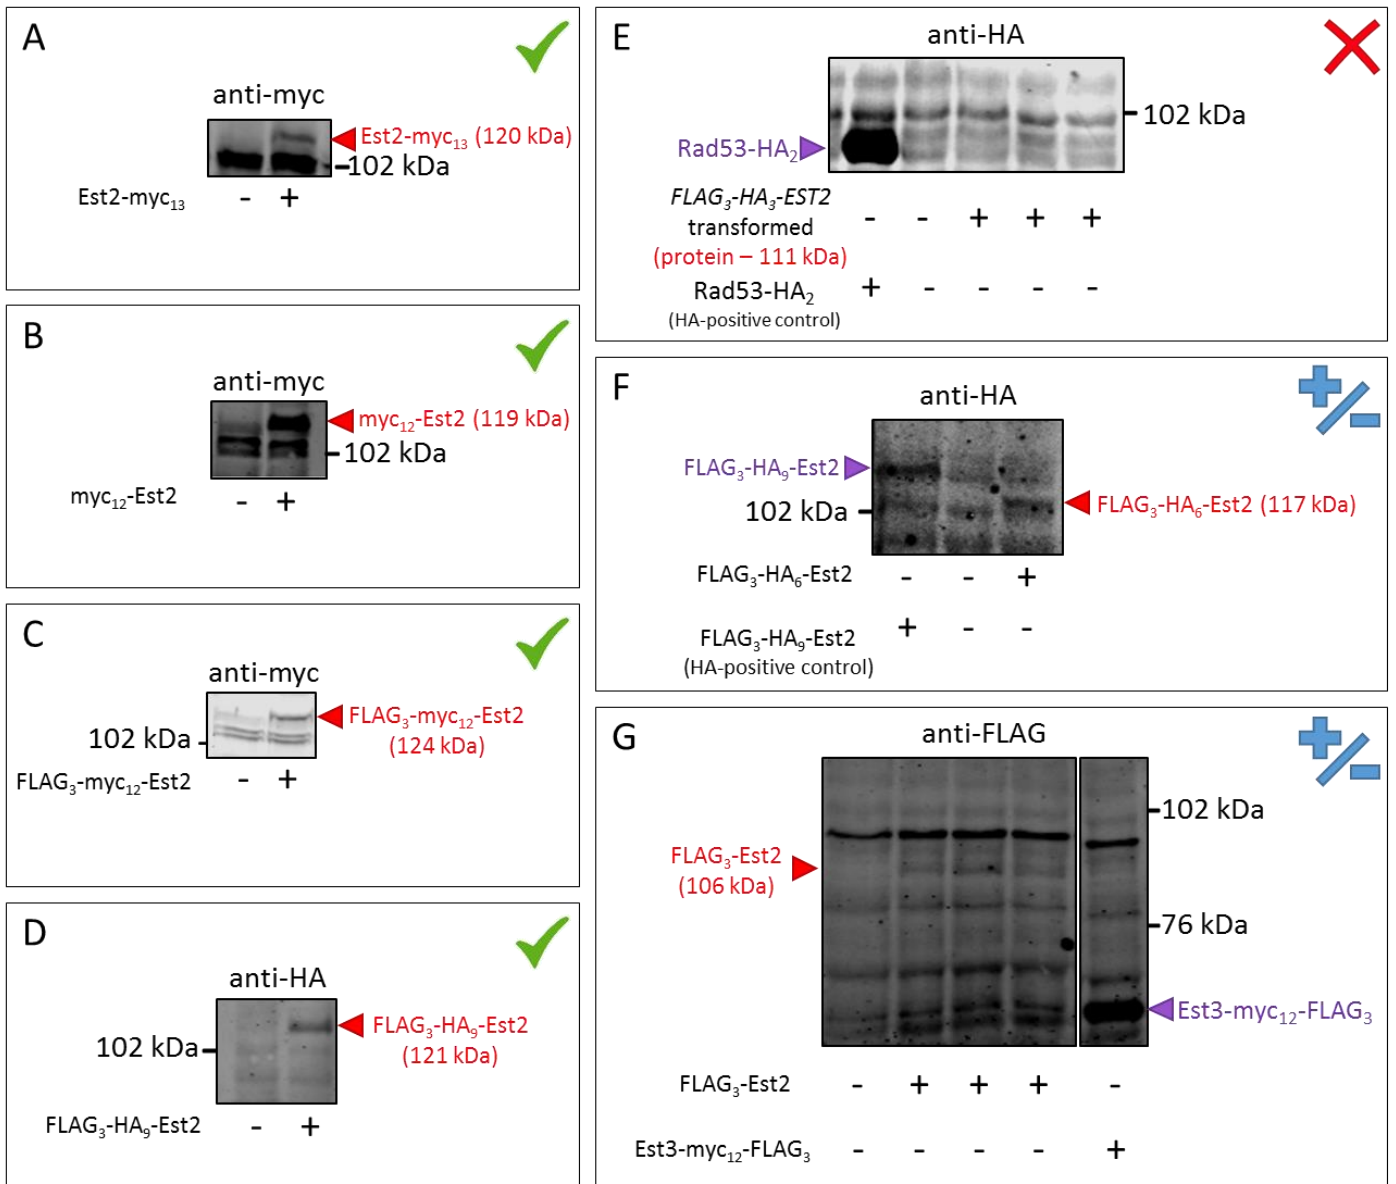 A
anti-myc
Est2-myc₁₃ (120 kDa)
102 kDa
Est2-myc₁₃ - +
B
anti-myc
myc₁₂-Est2 (119 kDa)
102 kDa
myc₁₂-Est2 - +
C
anti-myc
FLAG₃-myc₁₂-Est2
(124 kDa)
102 kDa
FLAG₃-myc₁₂-Est2 - +
D
anti-HA
FLAG₃-HA₉-Est2
(121 kDa)
102 kDa
FLAG₃-HA₉-Est2 - +
E
anti-HA
102 kDa
Rad53-HA₂
FLAG₃-HA₃-EST2
transformed - - + + +
(protein – 111 kDa)
Rad53-HA₂ + - - - -
(HA-positive control)
F
anti-HA
FLAG₃-HA₉-Est2
102 kDa
FLAG₃-HA₆-Est2 (117 kDa)
FLAG₃-HA₆-Est2 - - +
FLAG₃-HA₉-Est2 + - -
(HA-positive control)
G
anti-FLAG
102 kDa
FLAG₃-Est2
(106 kDa)
76 kDa
Est3-myc₁₂-FLAG₃
FLAG₃-Est2 - + + + -
Est3-myc₁₂-FLAG₃ - - - - +